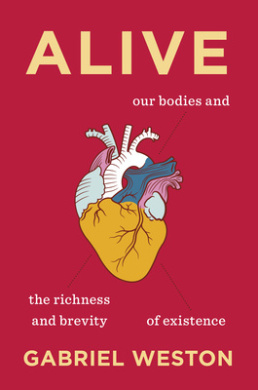 ALIVE
our bodies and
the richness
and brevity
of existence
GABRIEL WESTON